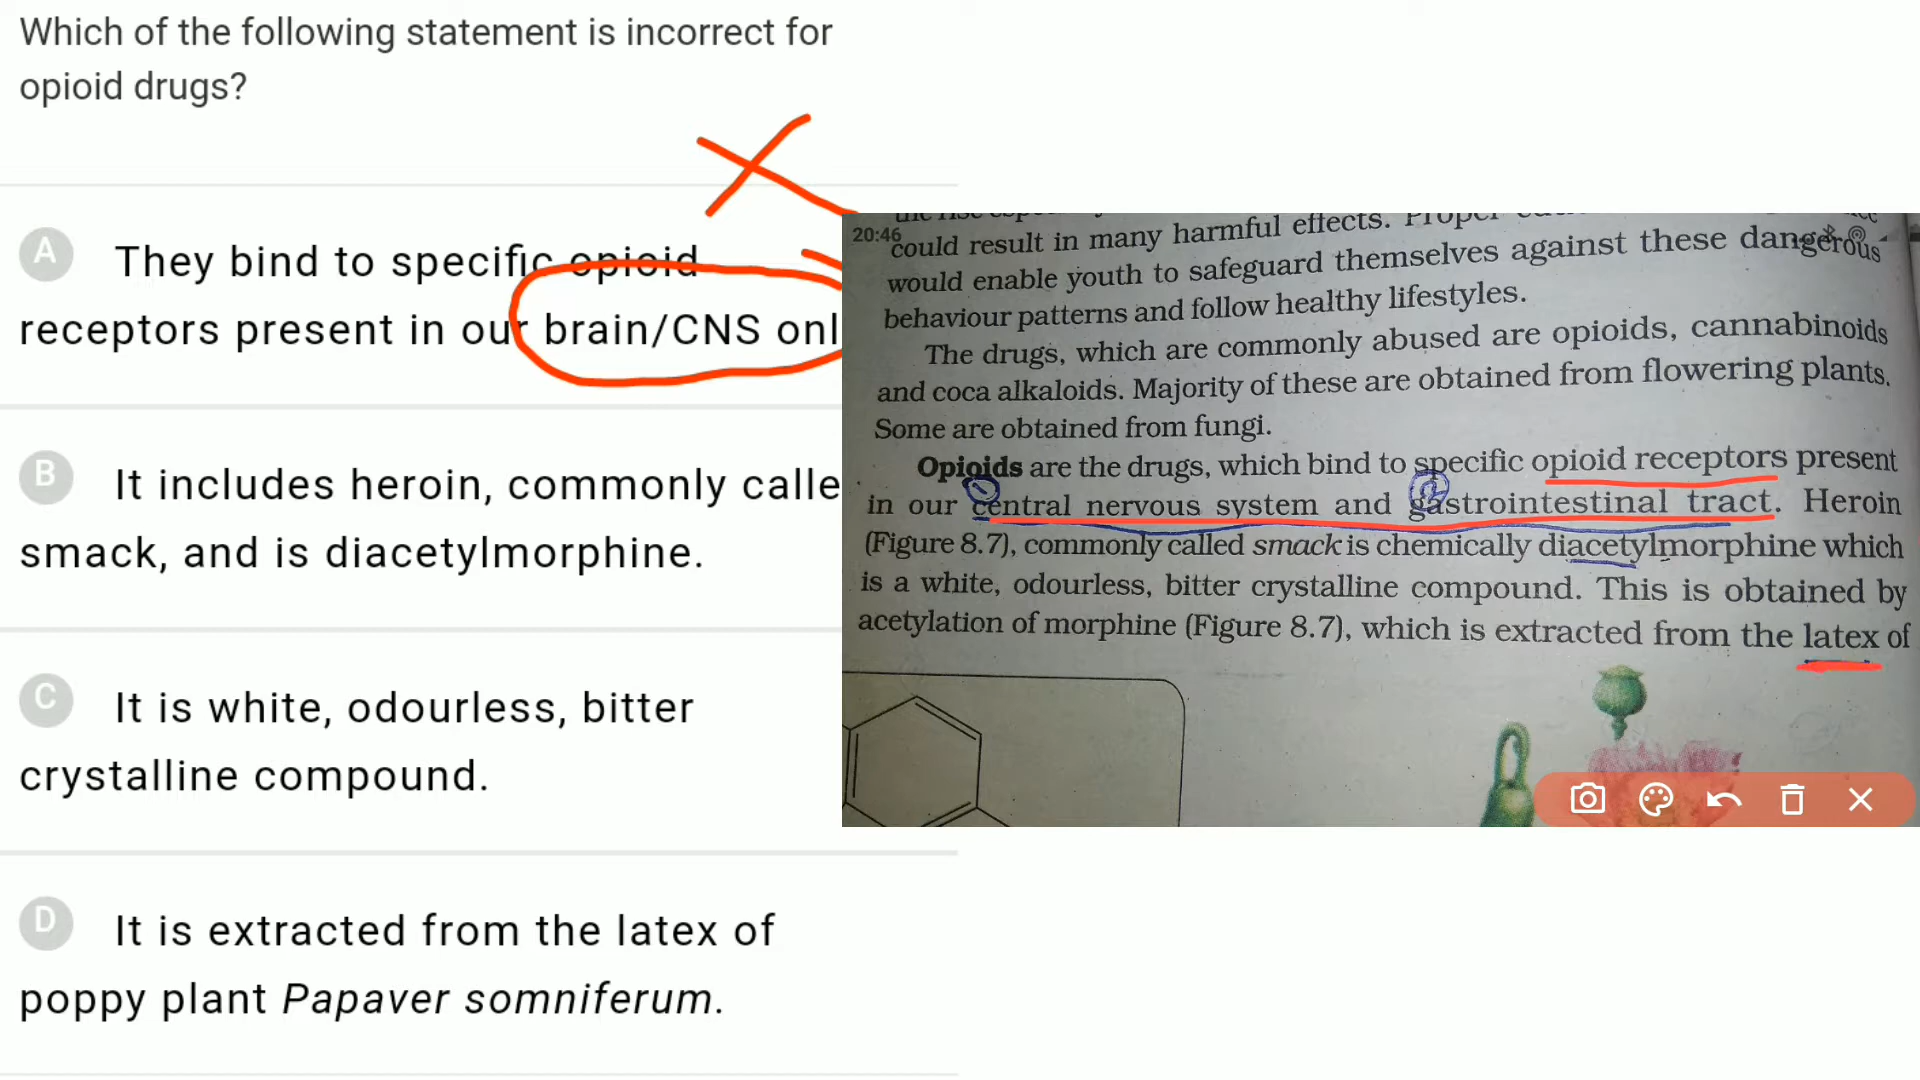 Which of the following statement is incorrect for
opioid drugs?
A They bind to specific opioid
receptors present in our brain/CNS onl
B It includes heroin, commonly calle
smack, and is diacetylmorphine.
C It is white, odourless, bitter
crystalline compound.
D It is extracted from the latex of
poppy plant Papaver somniferum.
20:46
could result in many harmful effects.
would enable youth to safeguard themselves against these dangerous
behaviour patterns and follow healthy lifestyles.
The drugs, which are commonly abused are opioids, cannabinoids
and coca alkaloids. Majority of these are obtained from flowering plants.
Some are obtained from fungi.
Opioids are the drugs, which bind to specific opioid receptors present
in our central nervous system and gastrointestinal tract. Heroin
(Figure 8.7), commonly called smack is chemically diacetylmorphine which
is a white, odourless, bitter crystalline compound. This is obtained by
acetylation of morphine (Figure 8.7), which is extracted from the latex of